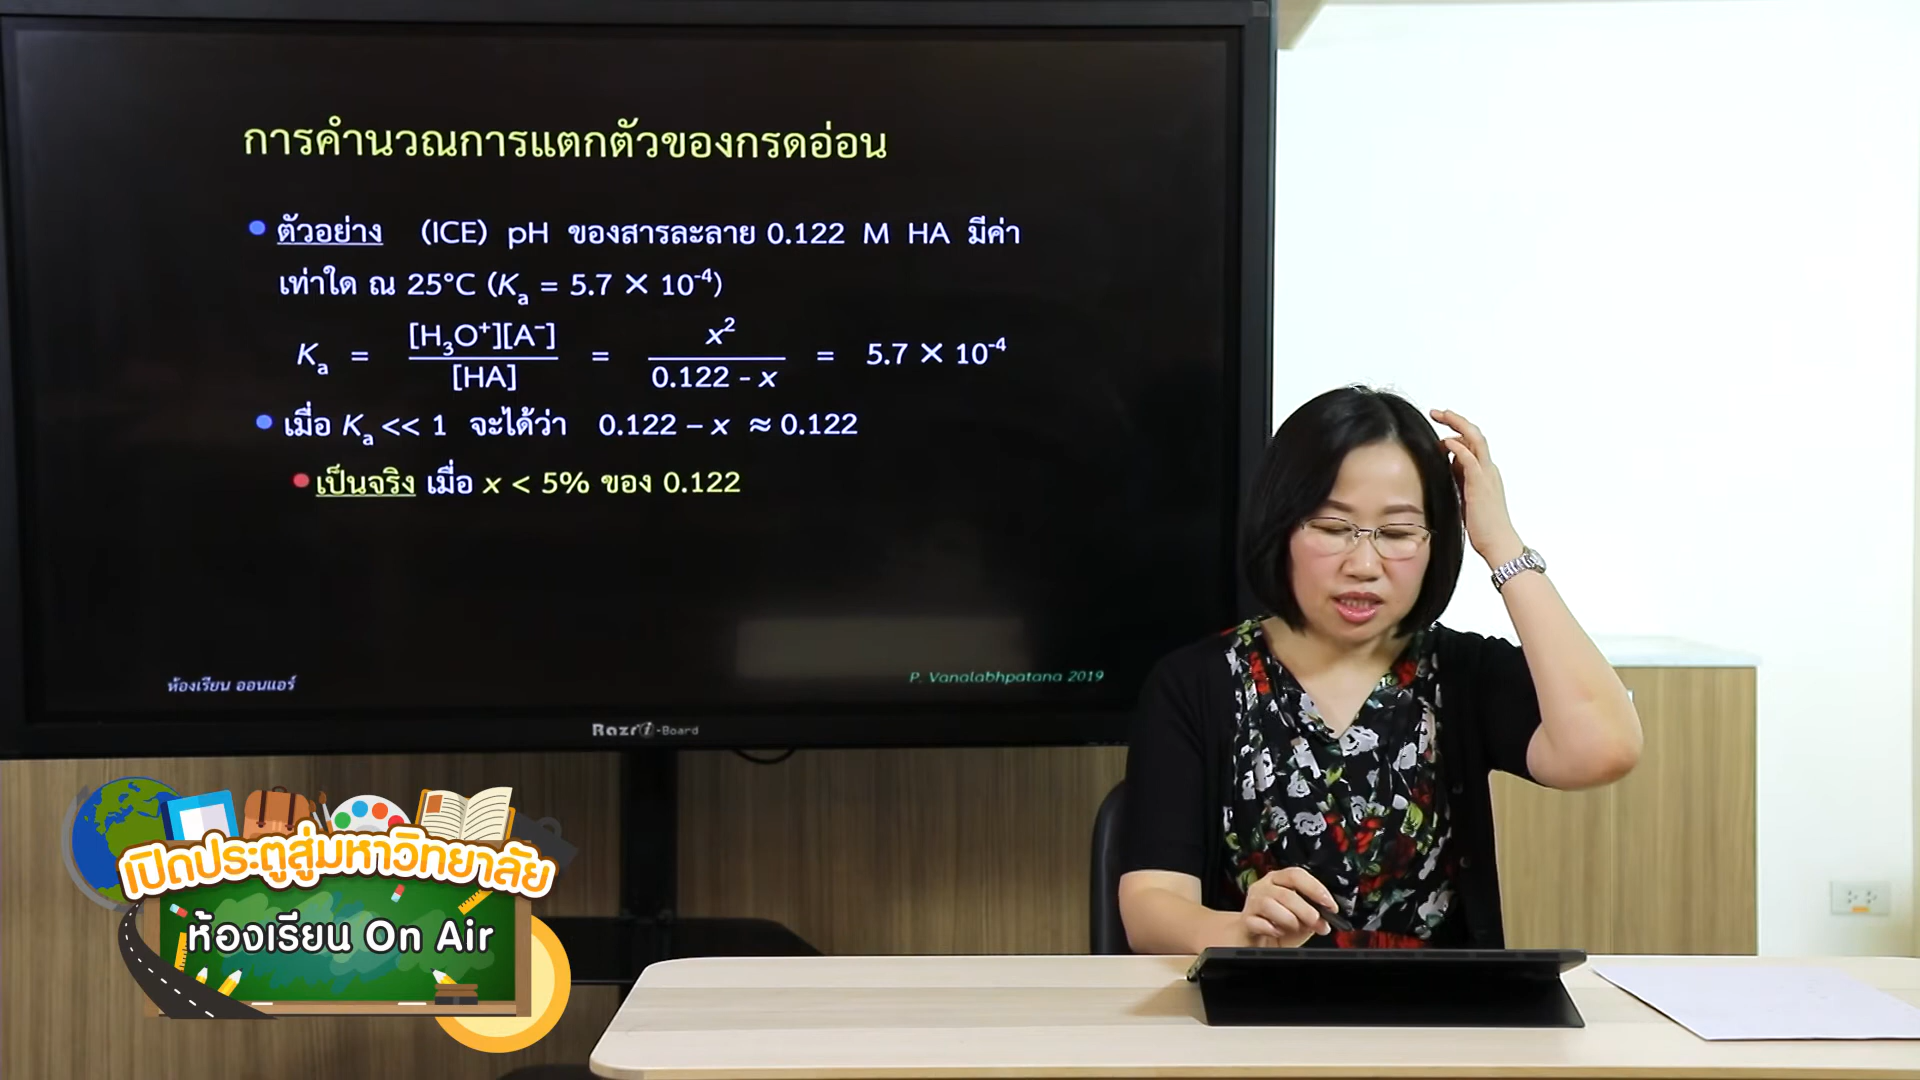 การคำนวณการแตกตัวของกรดอ่อน
ตัวอย่าง (ICE) pH ของสารละลาย 0.122 M HA มีค่า
เท่าใด ณ 25°C (Kₐ = 5.7 × 10⁻⁴)
Kₐ = [H₃O⁺][A⁻] / [HA] = x² / 0.122 - x = 5.7 × 10⁻⁴
เมื่อ Kₐ << 1 จะได้ว่า 0.122 – x ≈ 0.122
เป็นจริง เมื่อ x < 5% ของ 0.122
ห้องเรียน ออนแอร์
P. Vanalabhpatana 2019
Razr i-Board
เปิดประตูสู่มหาวิทยาลัย
ห้องเรียน On Air